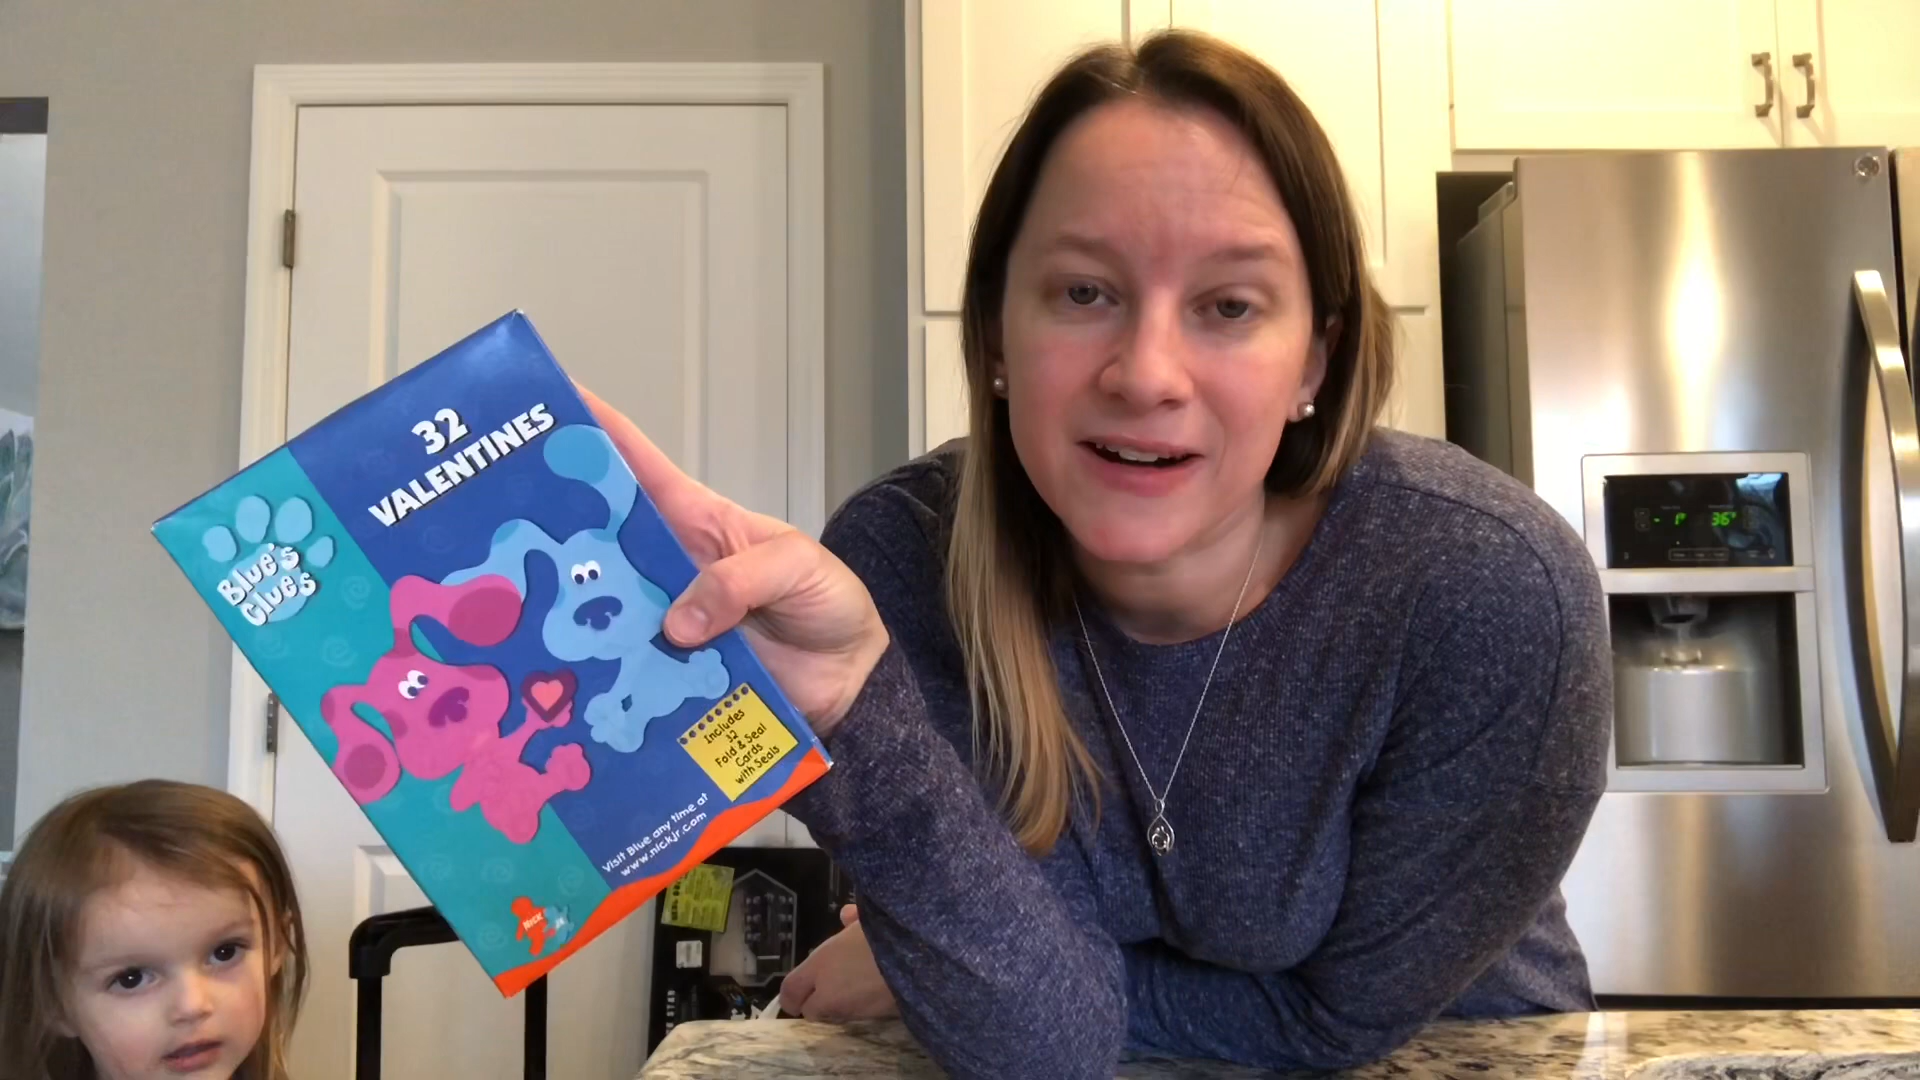 32
VALENTINES
Blue's
Clues
Includes
32
Fold & Seal
Cards
with Seals
Visit Blue any time at
www.nickjr.com
NICK JR
36°